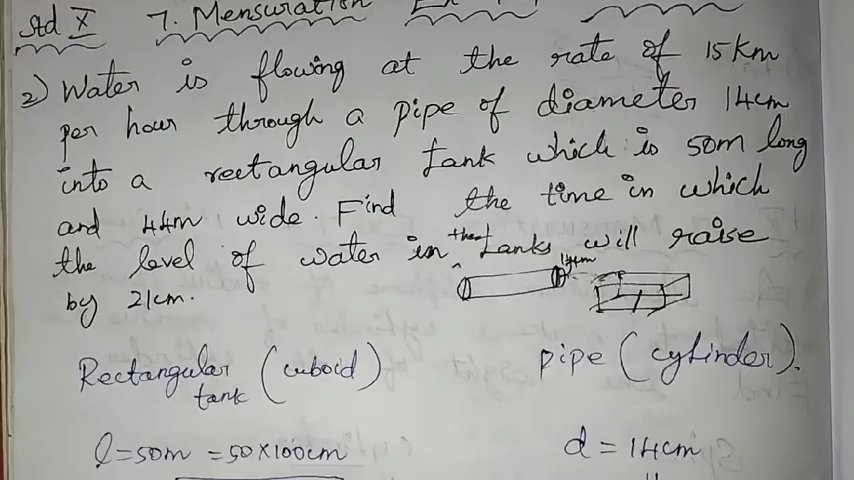 Std X 7. Mensuration
2) Water is flowing at the rate of 15 Km
per hour through a pipe of diameter 14cm
into a rectangular tank which is 50m long
and 44m wide. Find the time in which
the level of water in the tanks will raise
by 21cm.
14cm
Rectangular tank (cuboid)
pipe (cylinder).
l=50m = 50×100cm
d = 14cm